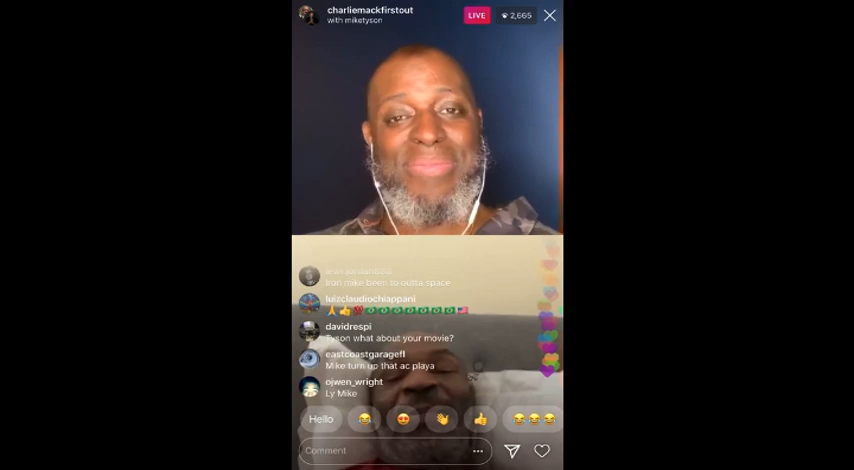 charliemackfirstout
with miketyson
LIVE
2,665
Iron mike been to outta space
luizclaudiochiappani
davidrespi
Tyson what about your movie?
eastcoastgaragefl
Mike turn up that ac playa
ojwen_wright
Ly Mike
Hello
Comment